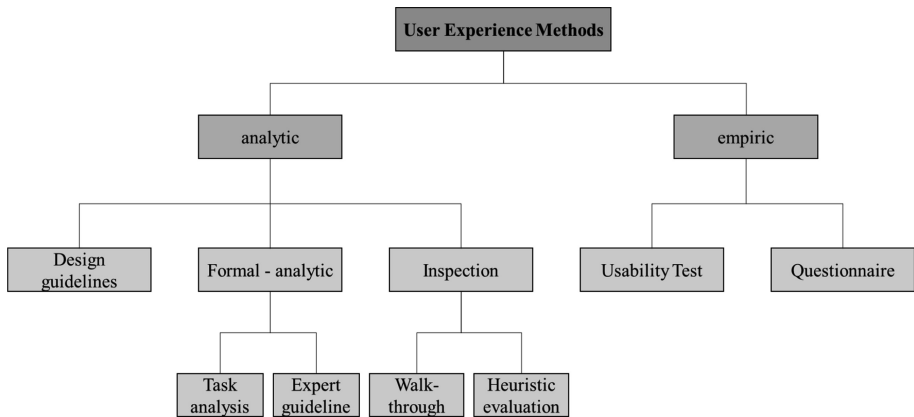 User Experience Methods
analytic
empiric
Design
guidelines
Formal - analytic
Inspection
Usability Test
Questionnaire
Task
analysis
Expert
guideline
Walk-
through
Heuristic
evaluation